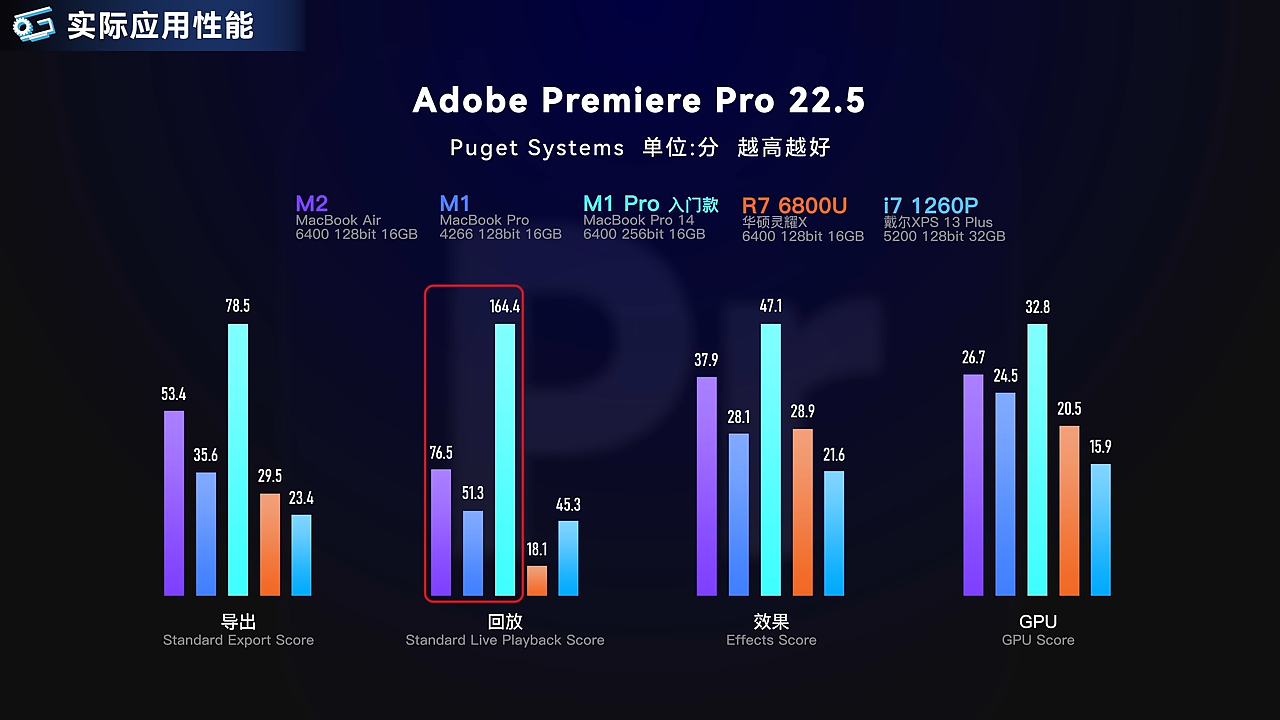 实际应用性能
Adobe Premiere Pro 22.5
Puget Systems 单位:分 越高越好
M2
MacBook Air
6400 128bit 16GB
M1
MacBook Pro
4266 128bit 16GB
M1 Pro 入门款
MacBook Pro 14
6400 256bit 16GB
R7 6800U
华硕灵耀X
6400 128bit 16GB
i7 1260P
戴尔XPS 13 Plus
5200 128bit 32GB
53.4
35.6
78.5
29.5
23.4
导出
Standard Export Score
76.5
51.3
164.4
18.1
45.3
回放
Standard Live Playback Score
37.9
28.1
47.1
28.9
21.6
效果
Effects Score
26.7
24.5
32.8
20.5
15.9
GPU
GPU Score
Pr